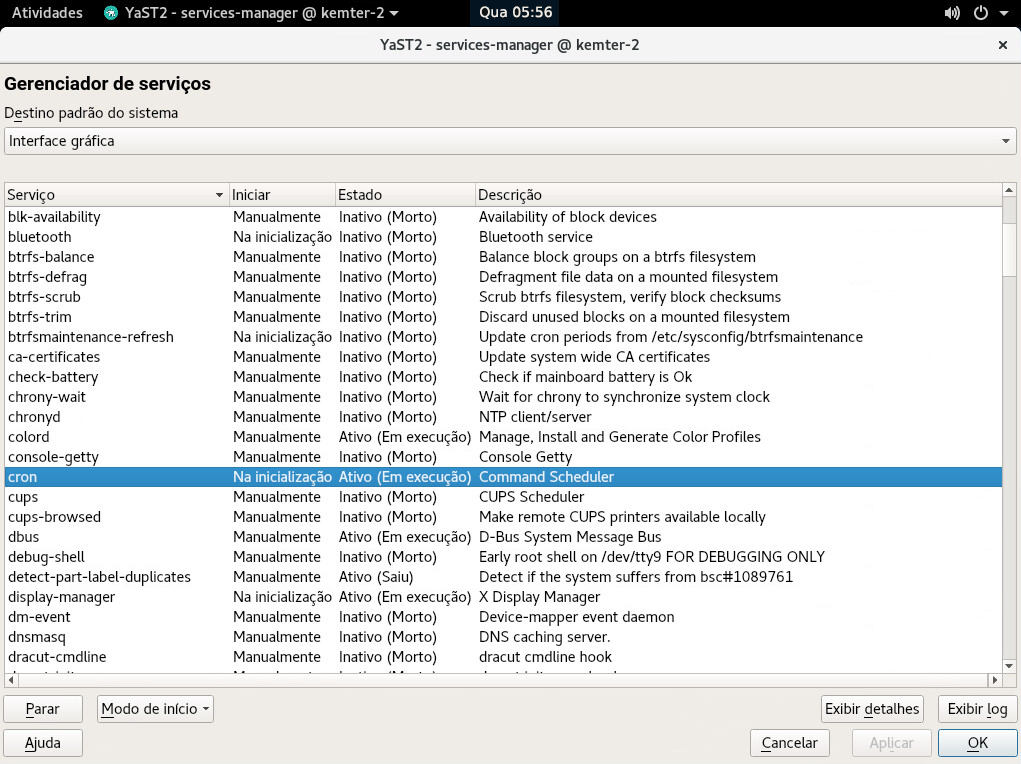 Atividades YaST2 - services-manager @ kemter-2 Qua 05:56
YaST2 - services-manager @ kemter-2
Gerenciador de serviços
Destino padrão do sistema
Interface gráfica
Serviço Iniciar Estado Descrição
blk-availability Manualmente Inativo (Morto) Availability of block devices
bluetooth Na inicialização Inativo (Morto) Bluetooth service
btrfs-balance Manualmente Inativo (Morto) Balance block groups on a btrfs filesystem
btrfs-defrag Manualmente Inativo (Morto) Defragment file data on a mounted filesystem
btrfs-scrub Manualmente Inativo (Morto) Scrub btrfs filesystem, verify block checksums
btrfs-trim Manualmente Inativo (Morto) Discard unused blocks on a mounted filesystem
btrfsmaintenance-refresh Na inicialização Inativo (Morto) Update cron periods from /etc/sysconfig/btrfsmaintenance
ca-certificates Manualmente Inativo (Morto) Update system wide CA certificates
check-battery Manualmente Inativo (Morto) Check if mainboard battery is Ok
chrony-wait Manualmente Inativo (Morto) Wait for chrony to synchronize system clock
chronyd Manualmente Inativo (Morto) NTP client/server
colord Manualmente Ativo (Em execução) Manage, Install and Generate Color Profiles
console-getty Manualmente Inativo (Morto) Console Getty
cron Na inicialização Ativo (Em execução) Command Scheduler
cups Manualmente Inativo (Morto) CUPS Scheduler
cups-browsed Manualmente Inativo (Morto) Make remote CUPS printers available locally
dbus Manualmente Ativo (Em execução) D-Bus System Message Bus
debug-shell Manualmente Inativo (Morto) Early root shell on /dev/tty9 FOR DEBUGGING ONLY
detect-part-label-duplicates Manualmente Ativo (Saiu) Detect if the system suffers from bsc#1089761
display-manager Na inicialização Ativo (Em execução) X Display Manager
dm-event Manualmente Inativo (Morto) Device-mapper event daemon
dnsmasq Manualmente Inativo (Morto) DNS caching server.
dracut-cmdline Manualmente Inativo (Morto) dracut cmdline hook
Parar Modo de início Exibir detalhes Exibir log
Ajuda Cancelar Aplicar OK